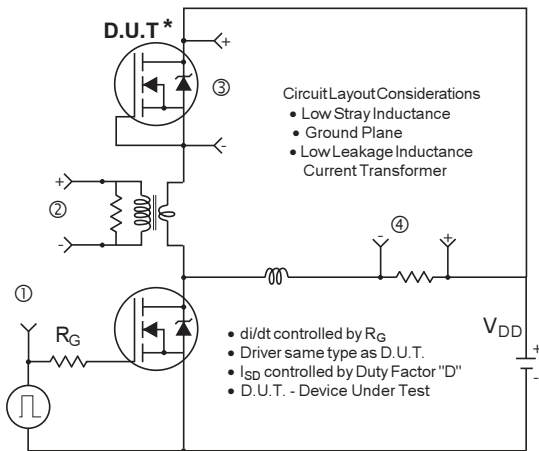 D.U.T *
+
③
-
Circuit Layout Considerations
• Low Stray Inductance
• Ground Plane
• Low Leakage Inductance
Current Transformer
+
②
-
④
-
+
①
RG
• di/dt controlled by RG
• Driver same type as D.U.T.
• ISD controlled by Duty Factor "D"
• D.U.T. - Device Under Test
VDD
+
-